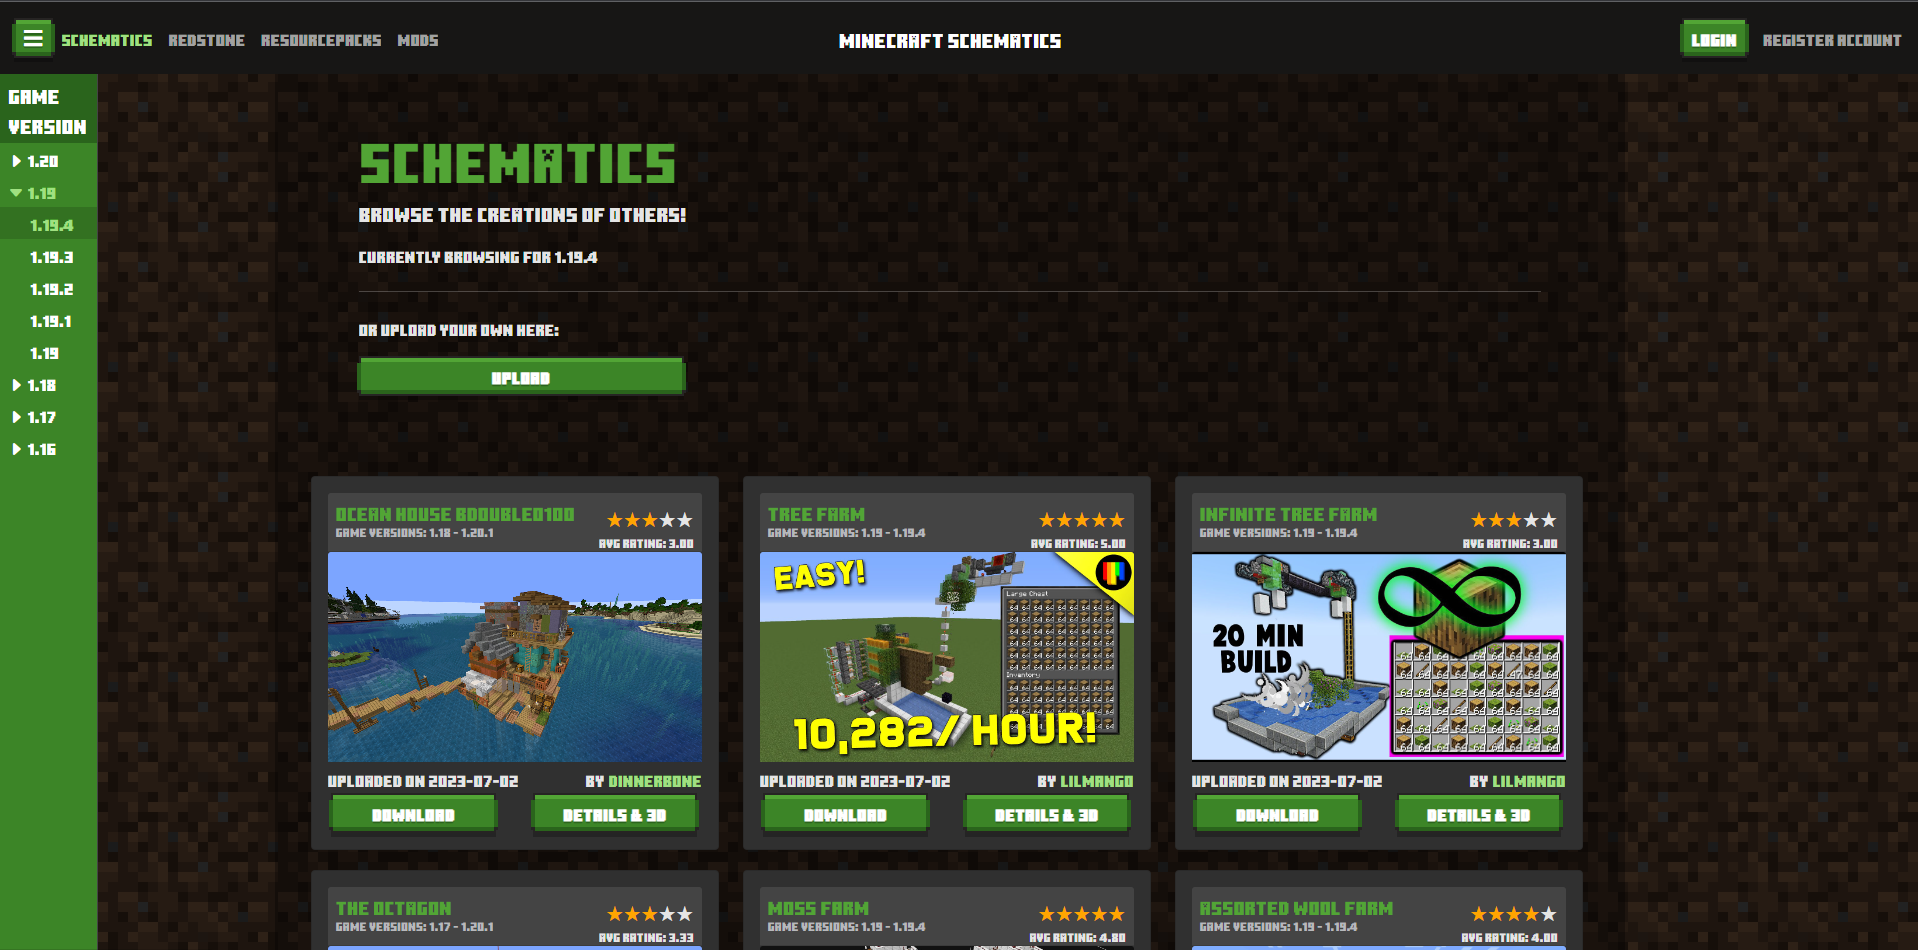 SCHEMATICS REDSTONE RESOURCEPACKS MODS
MINECRAFT SCHEMATICS
LOGIN REGISTER ACCOUNT
GAME
VERSION
1.20
1.19
1.19.4
1.19.3
1.19.2
1.19.1
1.19
1.18
1.17
1.16
SCHEMATICS
BROWSE THE CREATIONS OF OTHERS!
CURRENTLY BROWSING FOR 1.19.4
OR UPLOAD YOUR OWN HERE:
UPLOAD
OCEAN HOUSE BDOUBLEO100
GAME VERSIONS: 1.18 - 1.20.1
AVG RATING: 3.00
UPLOADED ON 2023-07-02
BY DINNERBONE
DOWNLOAD
DETAILS & 3D
TREE FARM
GAME VERSIONS: 1.19 - 1.19.4
AVG RATING: 5.00
EASY!
Large Chest
Inventory
10,282/HOUR!
UPLOADED ON 2023-07-02
BY LILMANGO
DOWNLOAD
DETAILS & 3D
INFINITE TREE FARM
GAME VERSIONS: 1.19 - 1.19.4
AVG RATING: 3.00
20 MIN
BUILD
UPLOADED ON 2023-07-02
BY LILMANGO
DOWNLOAD
DETAILS & 3D
THE OCTAGON
GAME VERSIONS: 1.17 - 1.20.1
AVG RATING: 3.33
MOSS FARM
GAME VERSIONS: 1.19 - 1.19.4
AVG RATING: 4.80
ASSORTED WOOL FARM
GAME VERSIONS: 1.19 - 1.19.4
AVG RATING: 4.00